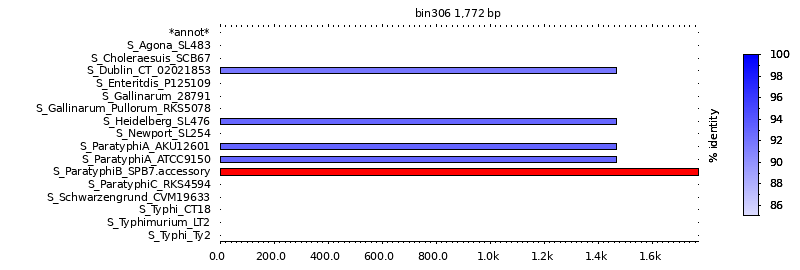 bin306 1,772 bp
*annot*
S_Agona_SL483
S_Choleraesuis_SCB67
S_Dublin_CT_02021853
S_Enteritdis_P125109
S_Gallinarum_28791
S_Gallinarum_Pullorum_RKS5078
S_Heidelberg_SL476
S_Newport_SL254
S_ParatyphiA_AKU12601
S_ParatyphiA_ATCC9150
S_ParatyphiB_SPB7.accessory
S_ParatyphiC_RKS4594
S_Schwarzengrund_CVM19633
S_Typhi_CT18
S_Typhimurium_LT2
S_Typhi_Ty2
0.0 200.0 400.0 600.0 800.0 1.0k 1.2k 1.4k 1.6k
% identity
100
98
96
94
92
90
88
86